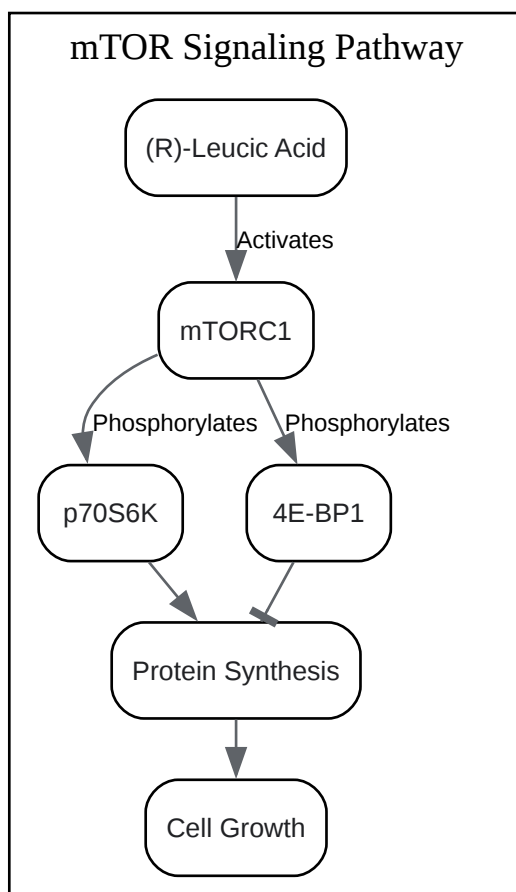 mTOR Signaling Pathway
(R)-Leucic Acid
Activates
mTORC1
Phosphorylates
Phosphorylates
p70S6K
4E-BP1
Protein Synthesis
Cell Growth